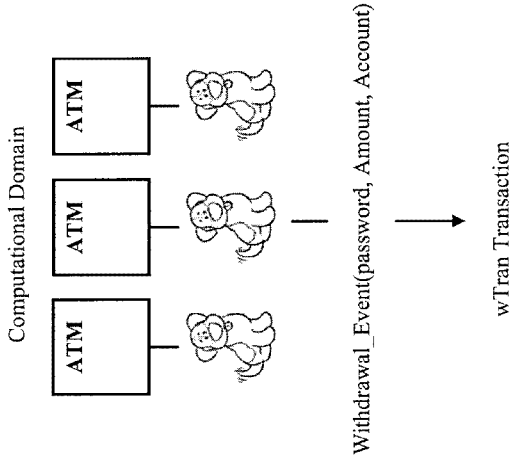 Computational Domain
ATM
ATM
ATM
Withdrawal_Event(password, Amount, Account)
wTran Transaction